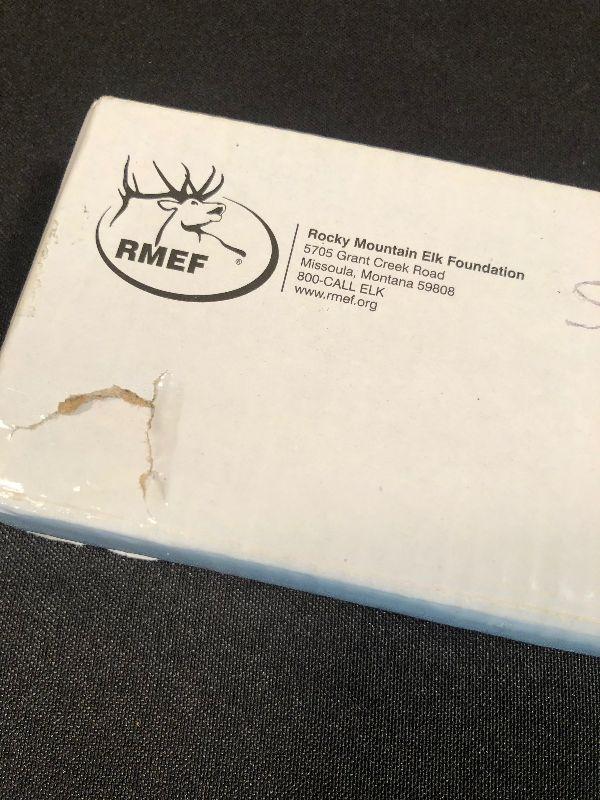 RMEF
®
Rocky Mountain Elk Foundation
5705 Grant Creek Road
Missoula, Montana 59808
800-CALL ELK
www.rmef.org